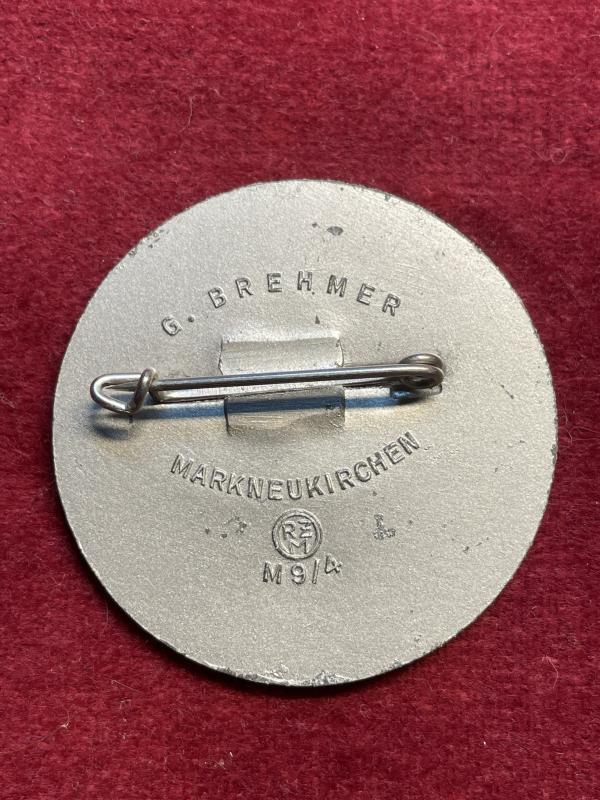 G. BREHMER
MARKNEUKIRCHEN
RZM
M9/4